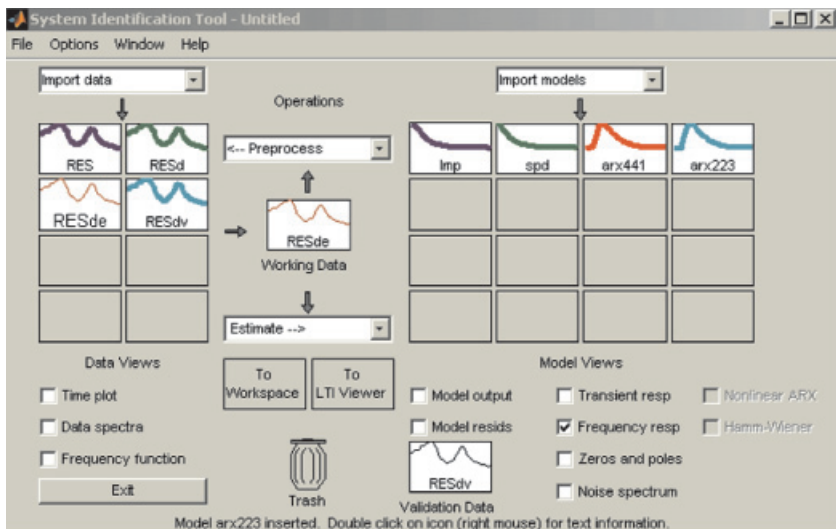 System Identification Tool - Untitled
File Options Window Help
Import data
Import models
Operations
RES RESd
<-- Preprocess
Imp spd arx441 arx223
RESde RESdv
RESde
Working Data
Estimate -->
Data Views
To Workspace
To LTI Viewer
Model Views
Time plot
Model output
Transient resp
Nonlinear ARX
Data spectra
Model resids
Frequency resp
Hamm-Wiener
Frequency function
RESdv
Zeros and poles
Exit
Trash
Validation Data
Noise spectrum
Model arx223 inserted. Double click on icon (right mouse) for text information.